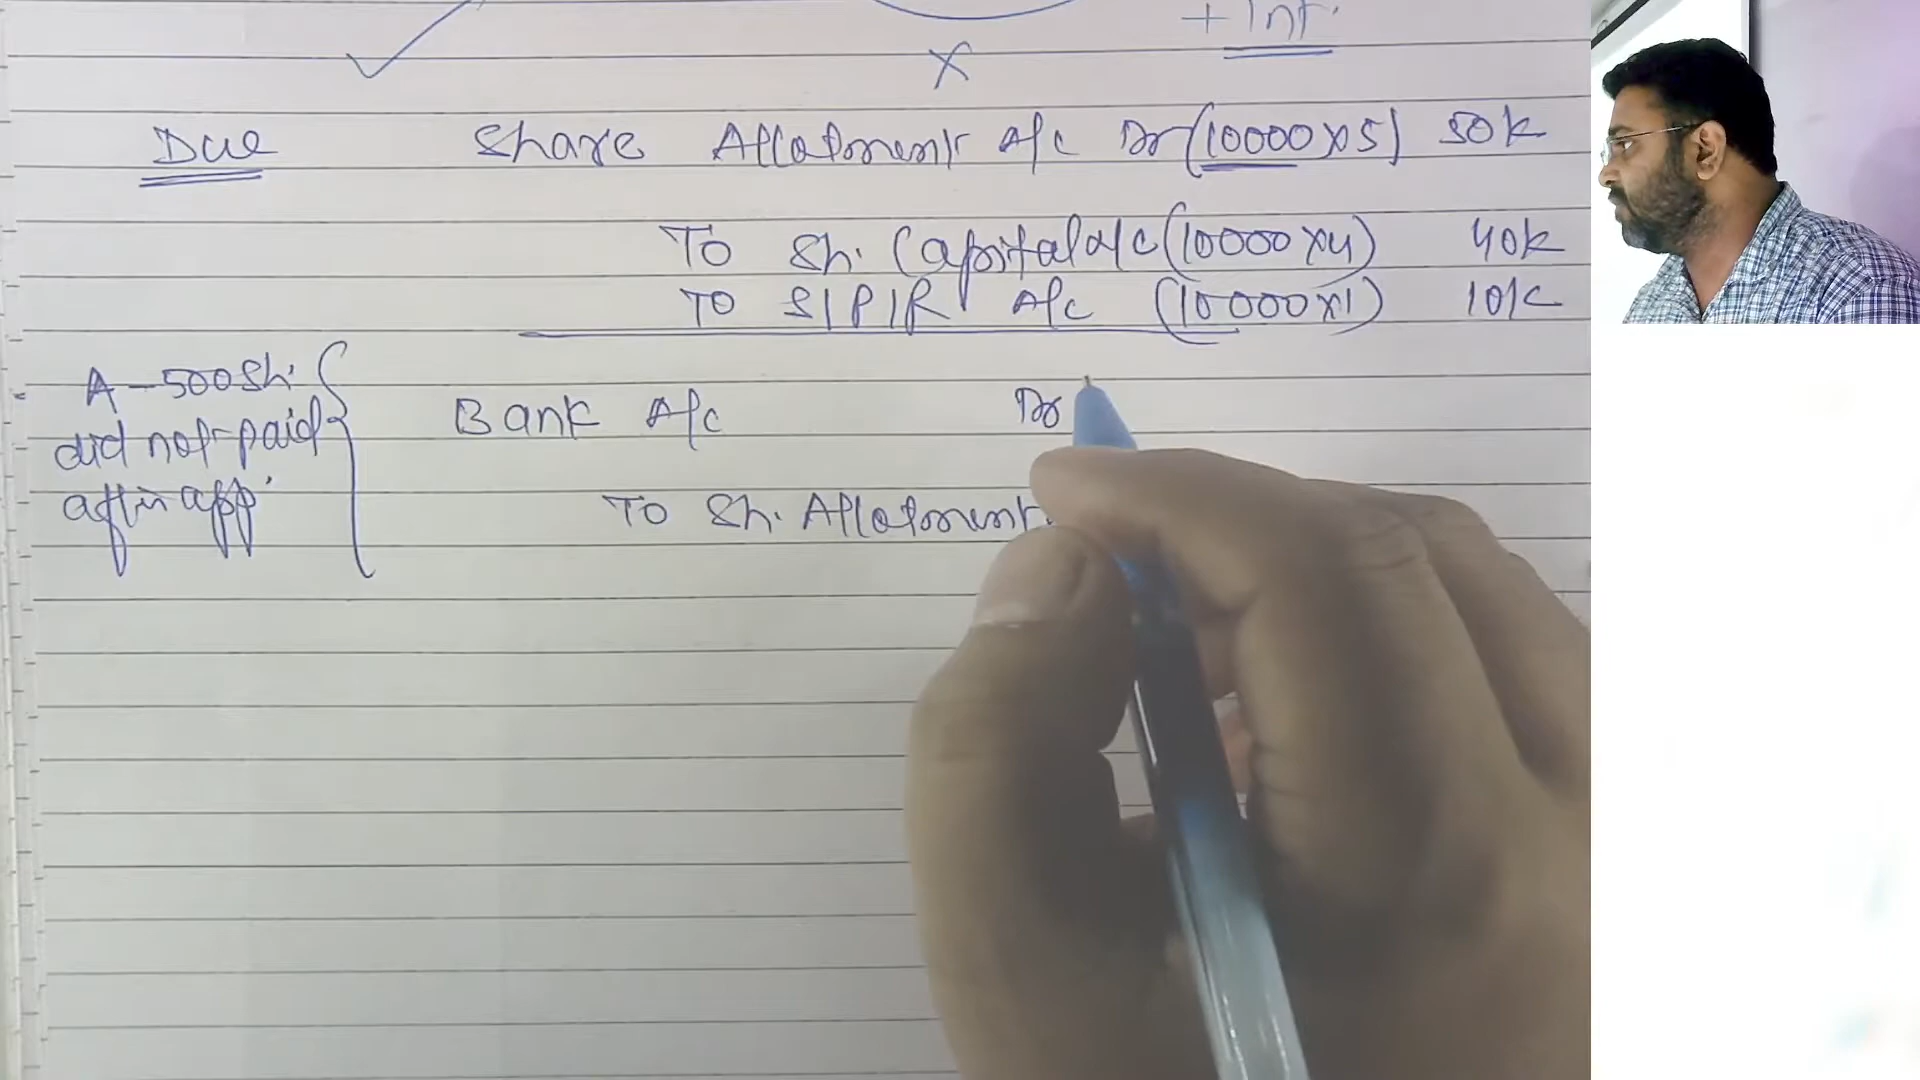 + Int.
Due Share Allotment A/c Dr (10000x5) 50k
To Sh. Capital a/c (10000x4) 40k
To S/P/R A/c (10000x1) 10k
A - 500 Sh.
did not paid
after app.
Bank A/c Dr
To Sh. Allotment